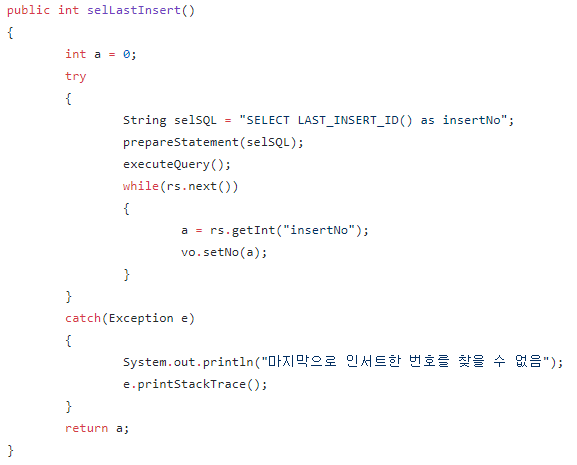 public int selLastInsert()
{
        int a = 0;
        try
        {
                String selSQL = "SELECT LAST_INSERT_ID() as insertNo";
                prepareStatement(selSQL);
                executeQuery();
                while(rs.next())
                {
                        a = rs.getInt("insertNo");
                        vo.setNo(a);
                }
        }
        catch(Exception e)
        {
                System.out.println("마지막으로 인서트한 번호를 찾을 수 없음");
                e.printStackTrace();
        }
        return a;
}